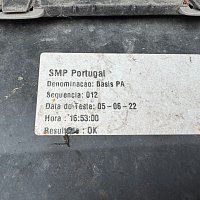 SMP Portugal
Denominacao: Basis PA
Sequencia: 012
Data do Teste: 05-06-22
Hora : 16:53:00
Resultado : OK